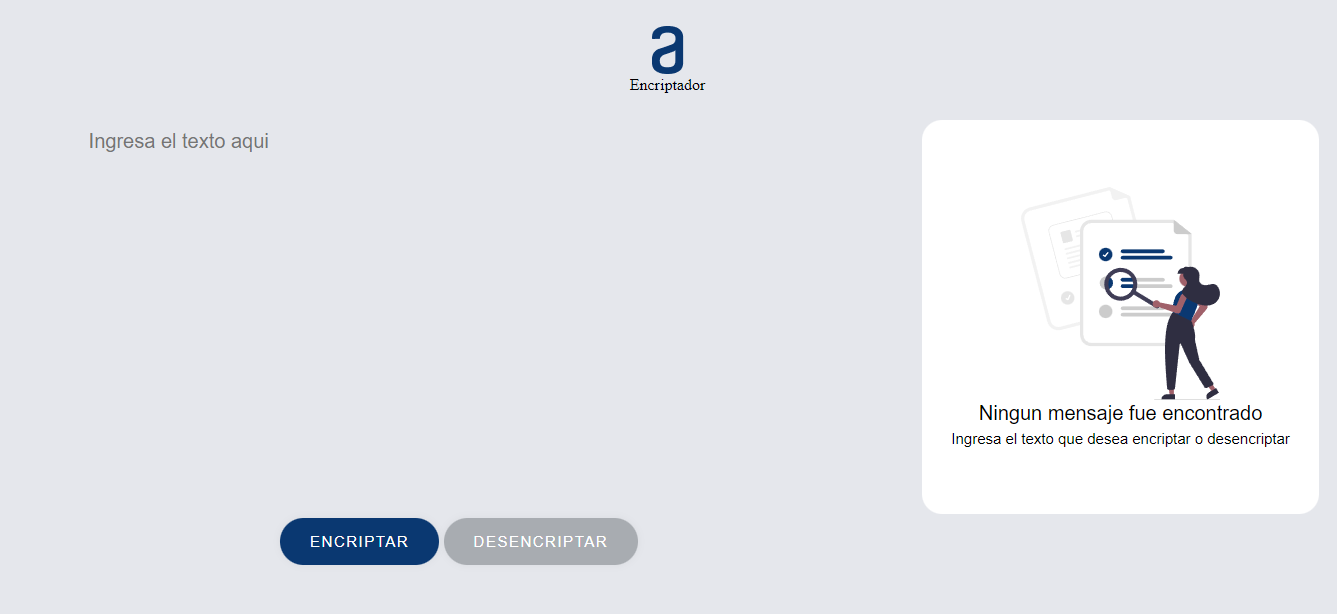 a
Encriptador
Ingresa el texto aqui
Ningun mensaje fue encontrado
Ingresa el texto que desea encriptar o desencriptar
ENCRIPTAR
DESENCRIPTAR